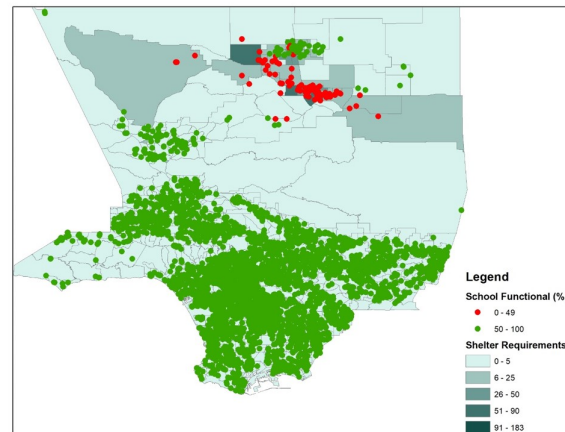 Legend
School Functional (%
0 - 49
50 - 100
Shelter Requirements
0 - 5
6 - 25
26 - 50
51 - 90
91 - 183